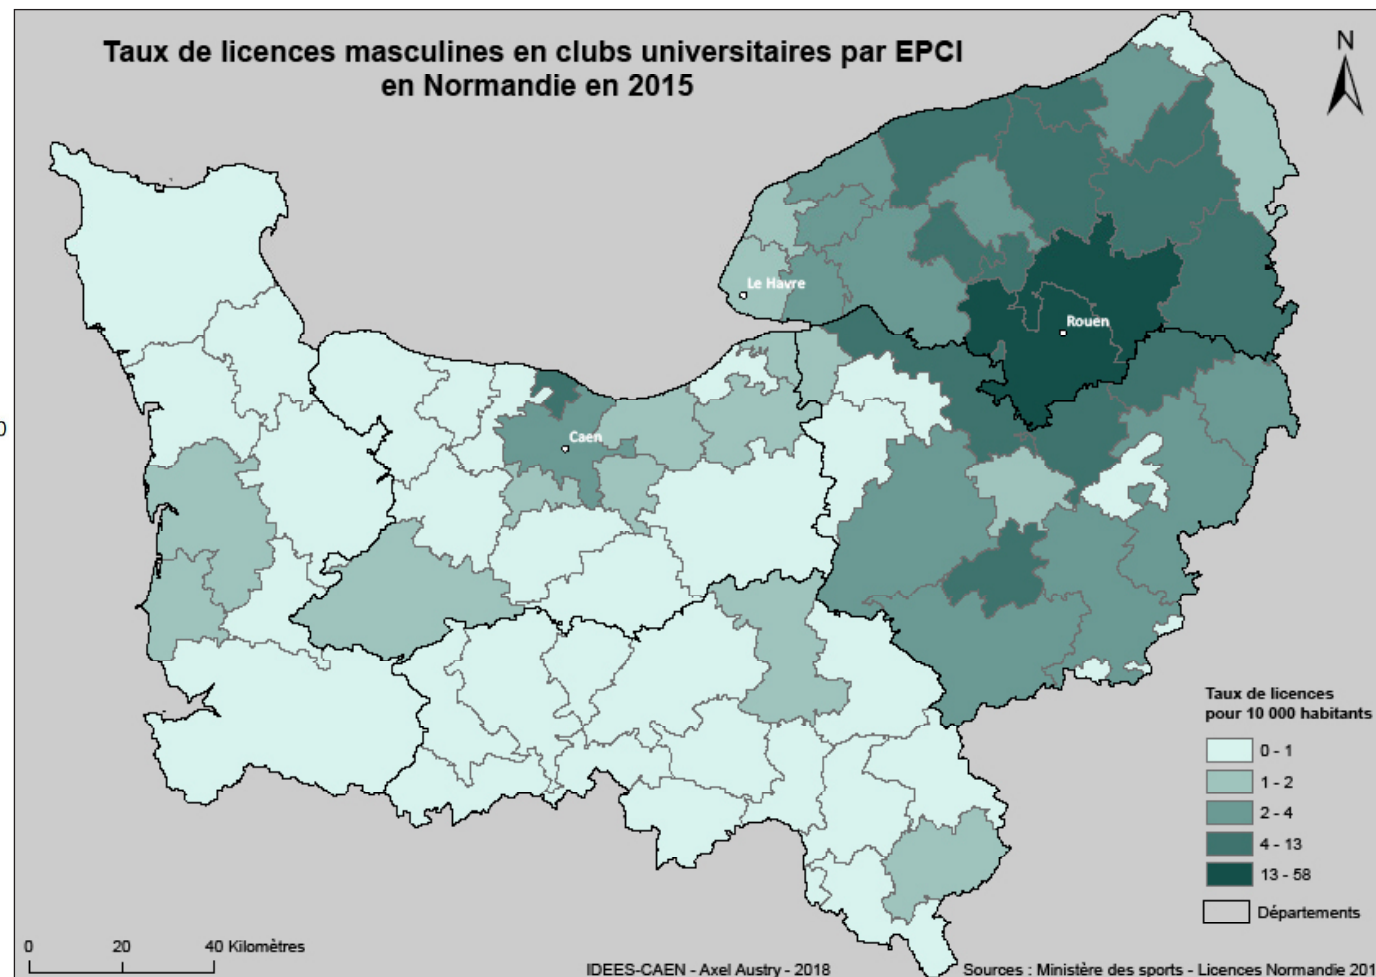 Taux de licences masculines en clubs universitaires par EPCI
en Normandie en 2015
N
Le Havre
Rouen
Caen
Taux de licences
pour 10 000 habitants
0 - 1
1 - 2
2 - 4
4 - 13
13 - 58
Départements
0 20 40 Kilomètres
IDEES-CAEN - Axel Austry - 2018
Sources : Ministère des sports - Licences Normandie 201